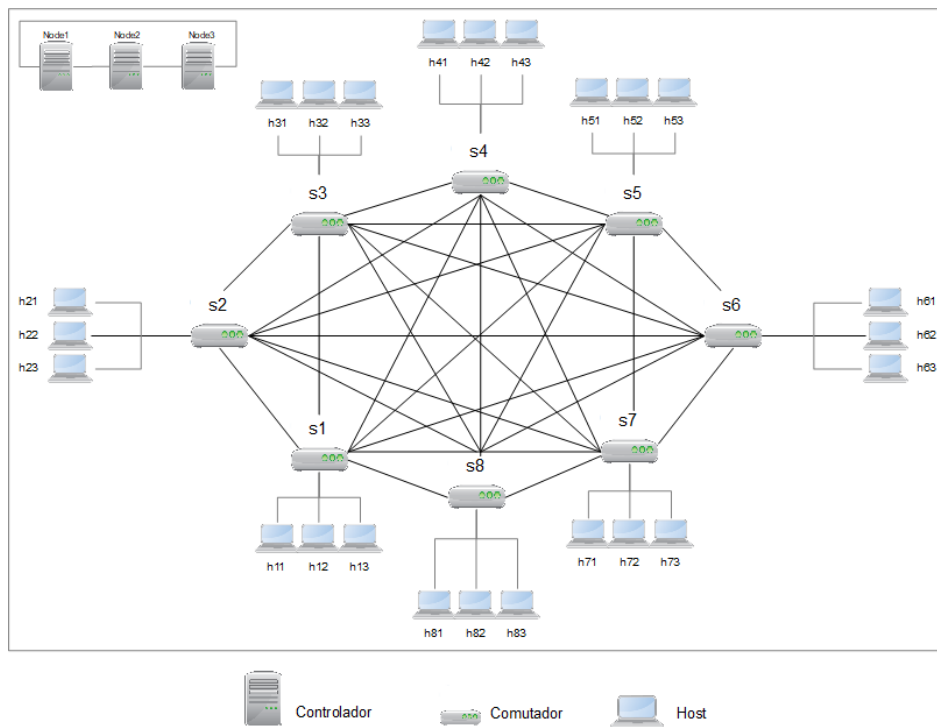 Node1 Node2 Node3
h41 h42 h43
h31 h32 h33
h51 h52 h53
s4
s3
s5
s2
s6
h21
h22
h23
h61
h62
h63
s1
s7
s8
h11 h12 h13
h71 h72 h73
h81 h82 h83
Controlador
Comutador
Host